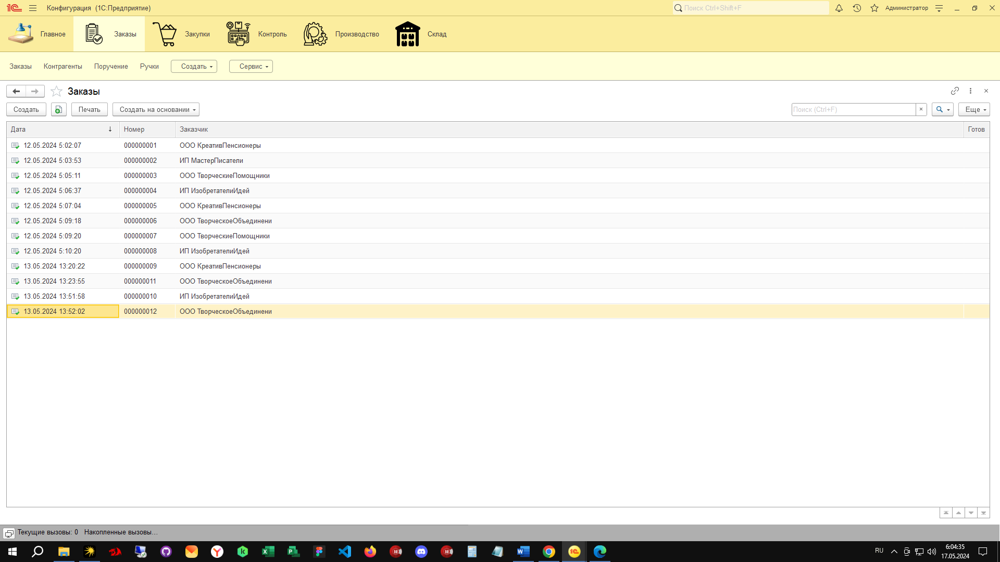 Конфигурация (1С:Предприятие)
Поиск Ctrl+Shift+F
Администратор
Главное
Заказы
Закупки
Контроль
Производство
Склад
Заказы
Контрагенты
Поручение
Ручки
Создать
Сервис
Заказы
Создать
Печать
Создать на основании
Поиск (Ctrl+F)
×
Еще
Дата ↓ Номер Заказчик Готов
12.05.2024 5:02:07 000000001 ООО КреативПенсионеры
12.05.2024 5:03:53 000000002 ИП МастерПисатели
12.05.2024 5:05:11 000000003 ООО ТворческиеПомощники
12.05.2024 5:06:37 000000004 ИП ИзобретателиИдей
12.05.2024 5:07:04 000000005 ООО КреативПенсионеры
12.05.2024 5:09:18 000000006 ООО ТворческоеОбъединени
12.05.2024 5:09:20 000000007 ООО ТворческиеПомощники
12.05.2024 5:10:20 000000008 ИП ИзобретателиИдей
13.05.2024 13:20:22 000000009 ООО КреативПенсионеры
13.05.2024 13:23:55 000000011 ООО ТворческоеОбъединени
13.05.2024 13:51:58 000000010 ИП ИзобретателиИдей
13.05.2024 13:52:02 000000012 ООО ТворческоеОбъединени
Текущие вызовы: 0 Накопленные вызовы…
RU
6:04:35
17.05.2024